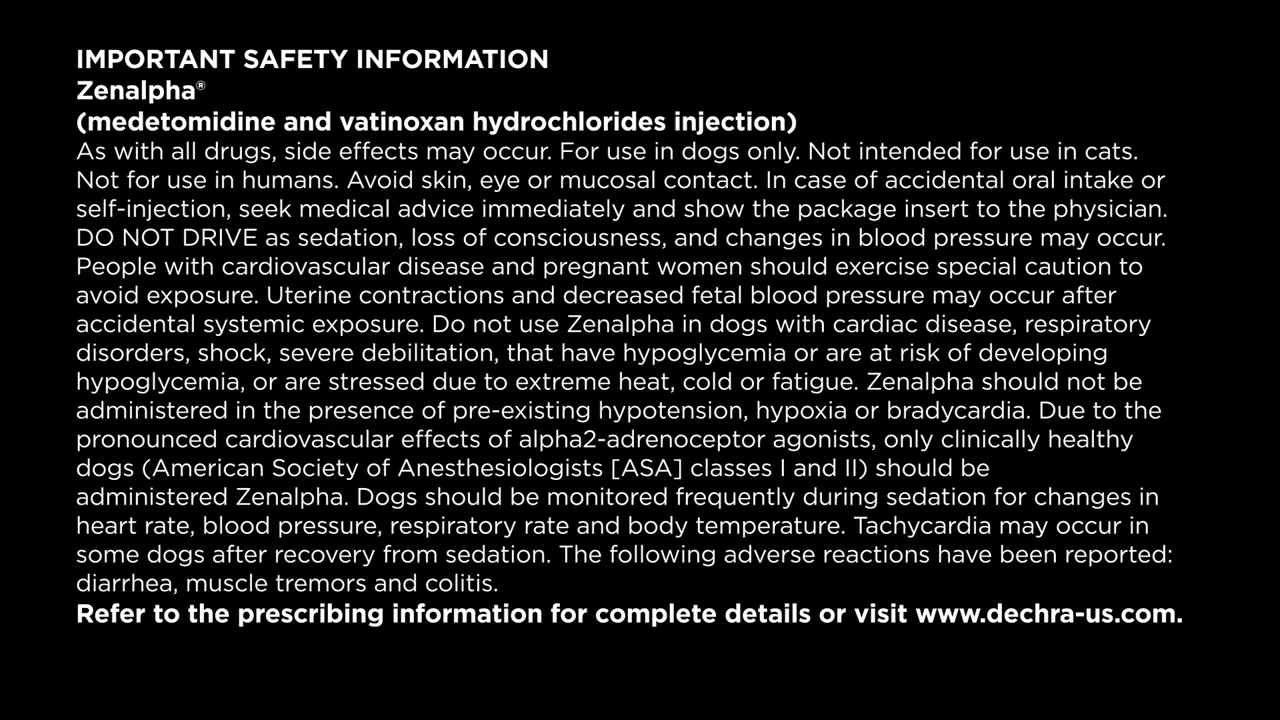 IMPORTANT SAFETY INFORMATION
Zenalpha®
(medetomidine and vatinoxan hydrochlorides injection)
As with all drugs, side effects may occur. For use in dogs only. Not intended for use in cats.
Not for use in humans. Avoid skin, eye or mucosal contact. In case of accidental oral intake or
self-injection, seek medical advice immediately and show the package insert to the physician.
DO NOT DRIVE as sedation, loss of consciousness, and changes in blood pressure may occur.
People with cardiovascular disease and pregnant women should exercise special caution to
avoid exposure. Uterine contractions and decreased fetal blood pressure may occur after
accidental systemic exposure. Do not use Zenalpha in dogs with cardiac disease, respiratory
disorders, shock, severe debilitation, that have hypoglycemia or are at risk of developing
hypoglycemia, or are stressed due to extreme heat, cold or fatigue. Zenalpha should not be
administered in the presence of pre-existing hypotension, hypoxia or bradycardia. Due to the
pronounced cardiovascular effects of alpha2-adrenoceptor agonists, only clinically healthy
dogs (American Society of Anesthesiologists [ASA] classes I and II) should be
administered Zenalpha. Dogs should be monitored frequently during sedation for changes in
heart rate, blood pressure, respiratory rate and body temperature. Tachycardia may occur in
some dogs after recovery from sedation. The following adverse reactions have been reported:
diarrhea, muscle tremors and colitis.
Refer to the prescribing information for complete details or visit www.dechra-us.com.